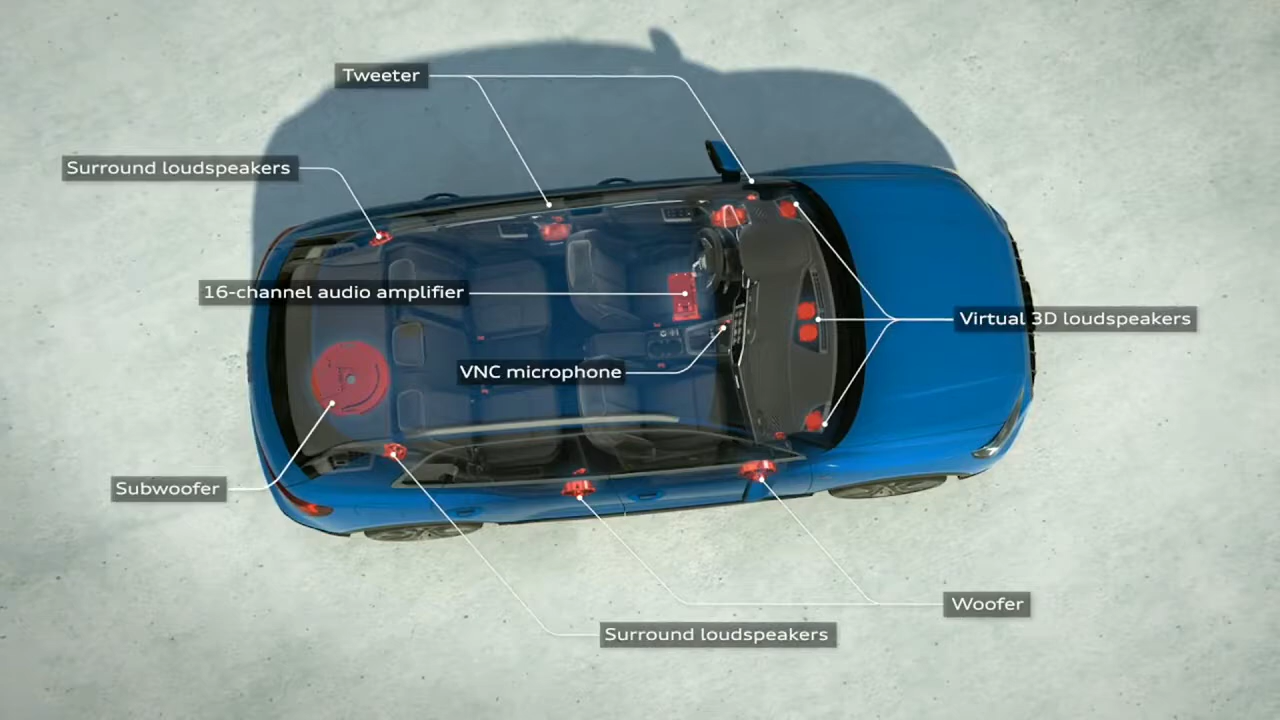 Tweeter
Surround loudspeakers
16-channel audio amplifier
Virtual 3D loudspeakers
VNC microphone
Subwoofer
Woofer
Surround loudspeakers